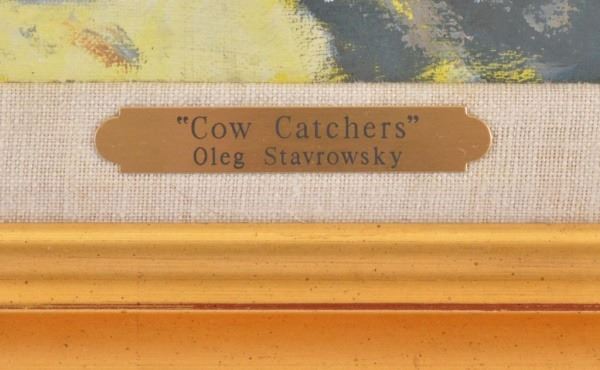 "Cow Catchers"
Oleg Stavrowsky